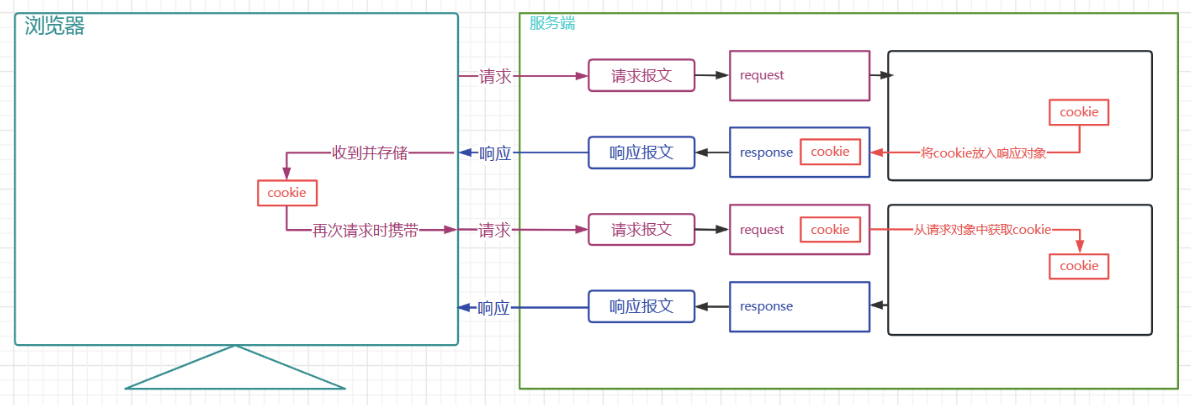 浏览器
服务端
请求
请求报文
request
cookie
收到并存储
响应
响应报文
response
cookie
将cookie放入响应对象
cookie
再次请求时携带
请求
请求报文
request
cookie
从请求对象中获取cookie
cookie
响应
响应报文
response